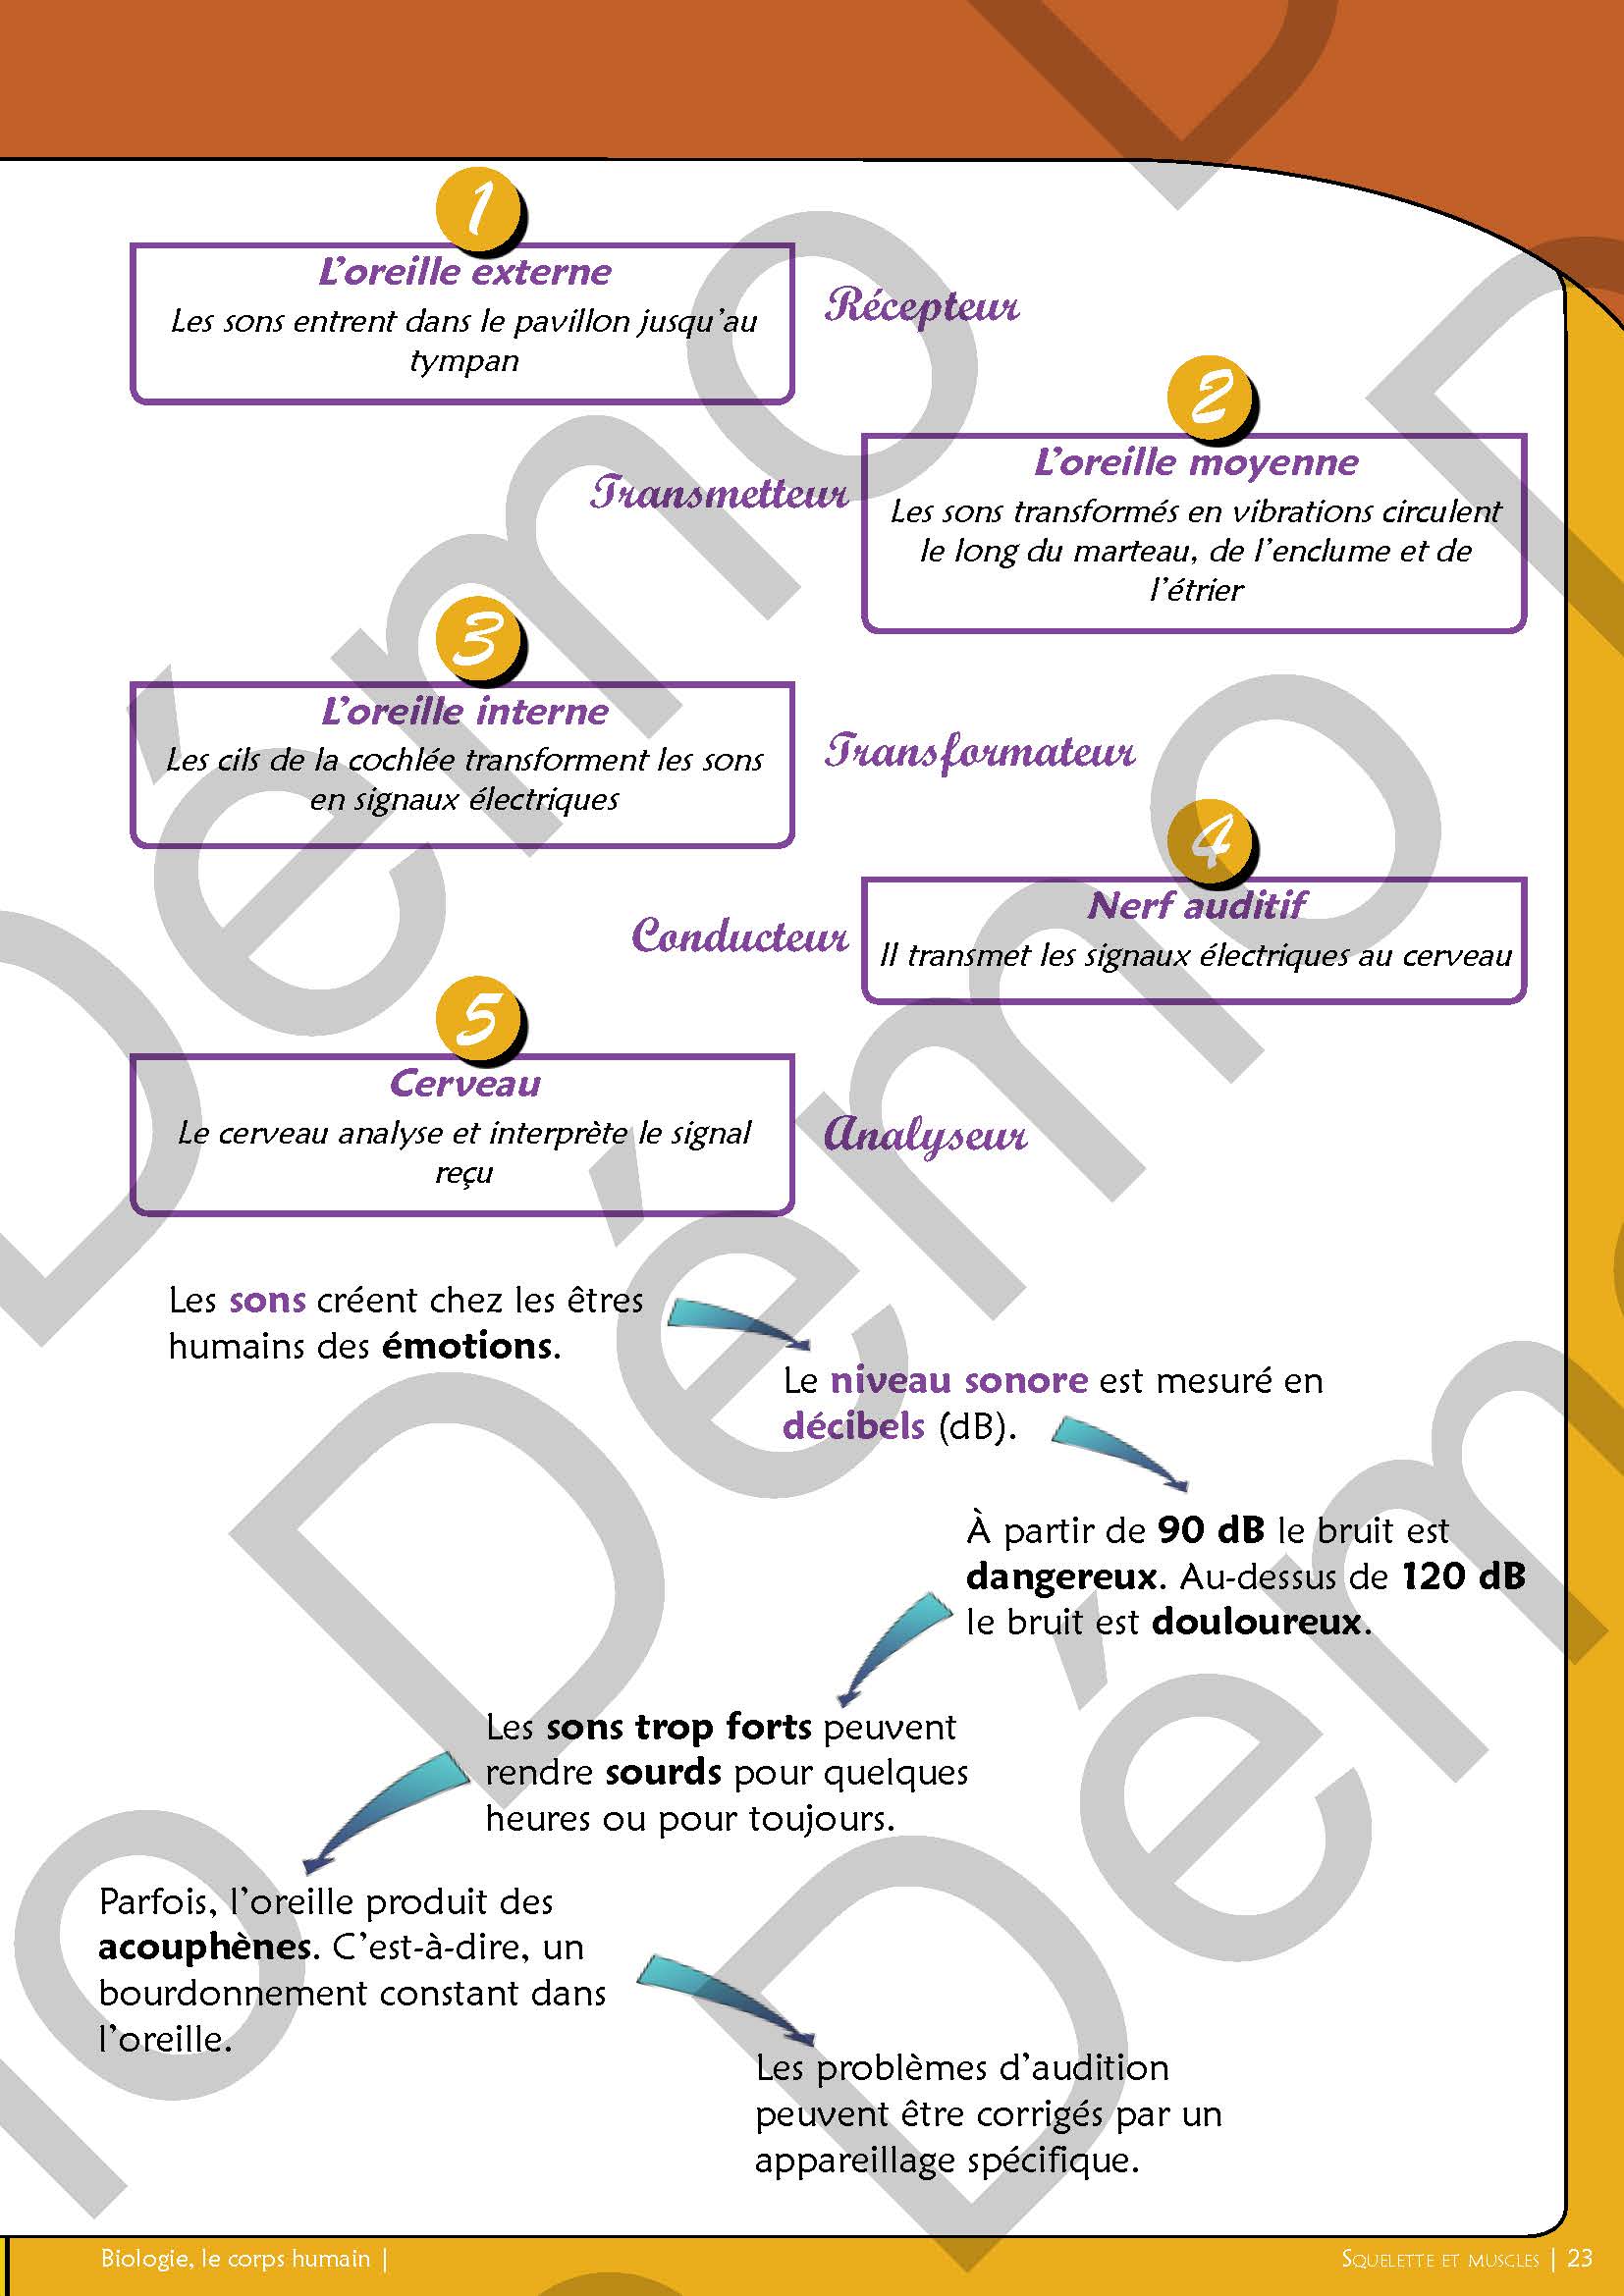 1
L'oreille externe
Les sons entrent dans le pavillon jusqu'au
tympan
Récepteur
2
L'oreille moyenne
Les sons transformés en vibrations circulent
le long du marteau, de l'enclume et de
l'étrier
Transmetteur
3
L'oreille interne
Les cils de la cochlée transforment les sons
en signaux électriques
Transformateur
4
Nerf auditif
Il transmet les signaux électriques au cerveau
Conducteur
5
Cerveau
Le cerveau analyse et interprète le signal
reçu
Analyseur
Les sons créent chez les êtres
humains des émotions.
Le niveau sonore est mesuré en
décibels (dB).
À partir de 90 dB le bruit est
dangereux. Au-dessus de 120 dB
le bruit est douloureux.
Les sons trop forts peuvent
rendre sourds pour quelques
heures ou pour toujours.
Parfois, l'oreille produit des
acouphènes. C'est-à-dire, un
bourdonnement constant dans
l'oreille.
Les problèmes d'audition
peuvent être corrigés par un
appareillage spécifique.
Biologie, le corps humain |
Squelette et muscles | 23
Démo Démo Démo